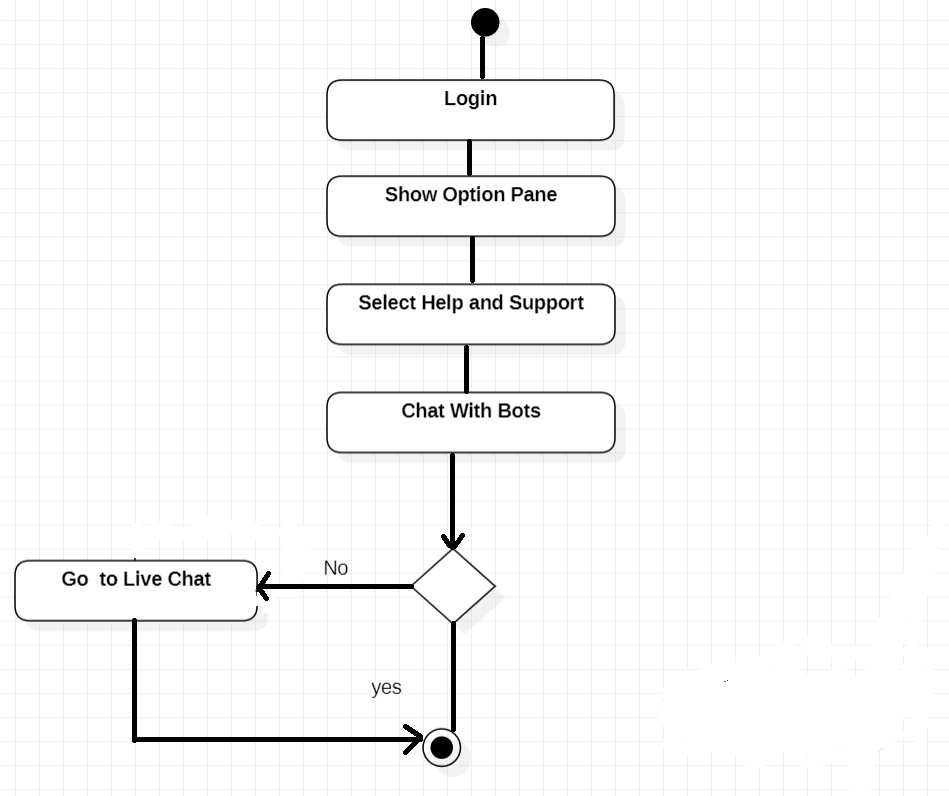 Login
Show Option Pane
Select Help and Support
Chat With Bots
No
Go  to Live Chat
yes